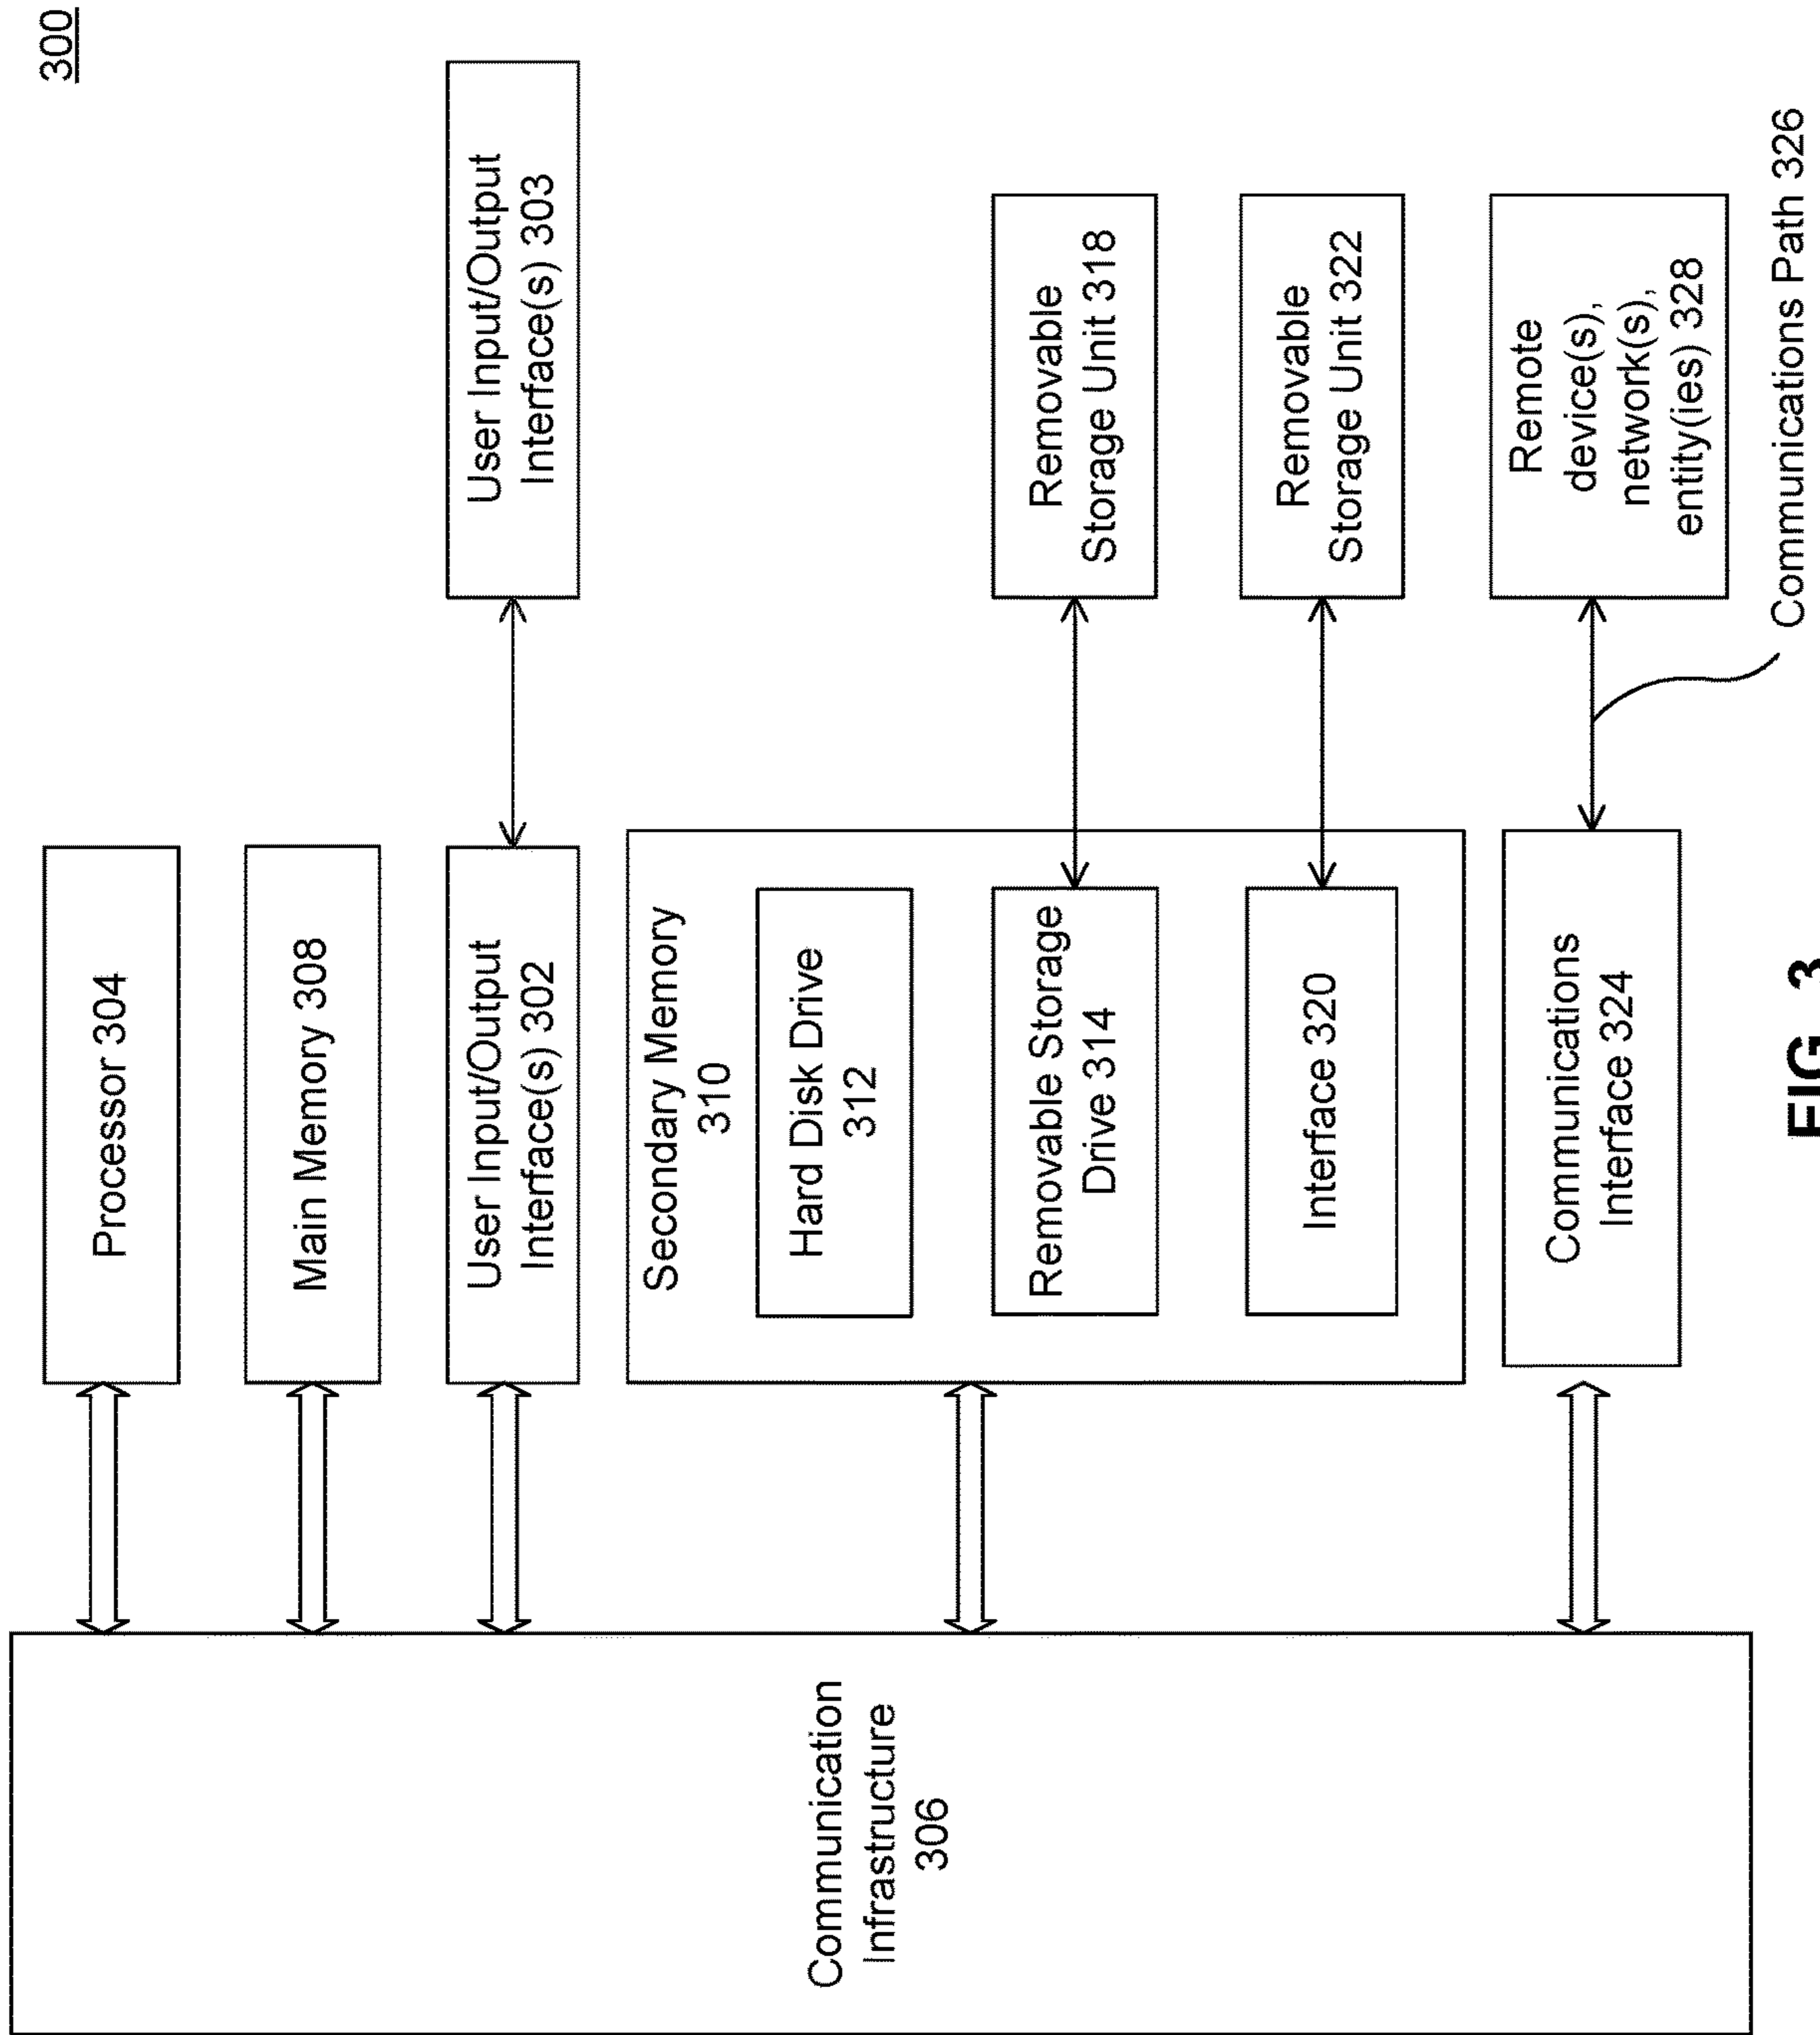 300
Processor 304
Main Memory 308
User Input/Output
Interface(s) 302
User Input/Output
Interface(s) 303
Secondary Memory
310
Hard Disk Drive
312
Removable Storage
Drive 314
Removable
Storage Unit 318
Interface 320
Removable
Storage Unit 322
Communications
Interface 324
Remote
device(s),
network(s),
entity(ies) 328
Communications Path 326
Communication
Infrastructure
306
FIG. 3